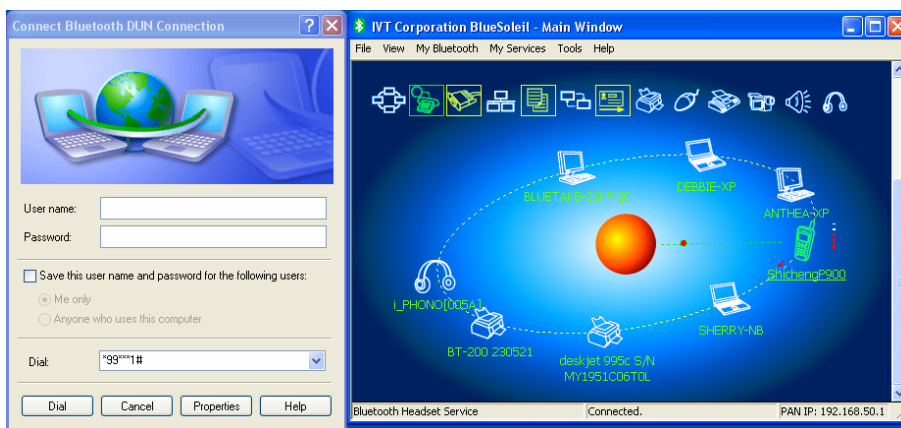 Connect Bluetooth DUN Connection
User name:
Password:
Save this user name and password for the following users:
Me only
Anyone who uses this computer
Dial:
*99***1#
Dial
Cancel
Properties
Help
IVT Corporation BlueSoleil - Main Window
File View My Bluetooth My Services Tools Help
DEBBIE-XP
ANTHEA-XP
ShichengP900
i_PHONO[005A]
SHERRY-NB
BT-200 230521
deskjet 995c S/N
MY1951C06T0L
Bluetooth Headset Service
Connected.
PAN IP: 192.168.50.1